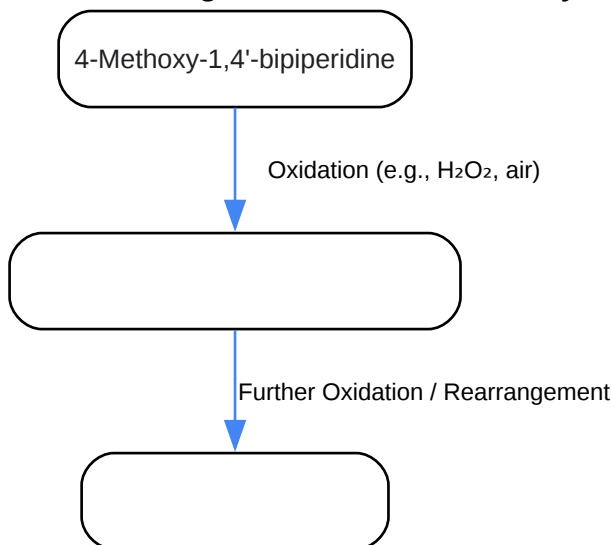 4-Methoxy-1,4'-bipiperidine
Oxidation (e.g., H₂O₂, air)
Further Oxidation / Rearrangement